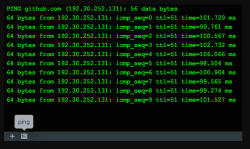 PING github.com (192.30.252.131): 56 data bytes
64 bytes from 192.30.252.131: icmp_seq=0 ttl=51 time=101.729 ms
64 bytes from 192.30.252.131: icmp_seq=1 ttl=51 time=99.761 ms
64 bytes from 192.30.252.131: icmp_seq=2 ttl=51 time=100.567 ms
64 bytes from 192.30.252.131: icmp_seq=3 ttl=51 time=102.732 ms
64 bytes from 192.30.252.131: icmp_seq=4 ttl=51 time=106.066 ms
64 bytes from 192.30.252.131: icmp_seq=5 ttl=51 time=98.504 ms
64 bytes from 192.30.252.131: icmp_seq=6 ttl=51 time=100.904 ms
64 bytes from 192.30.252.131: icmp_seq=7 ttl=51 time=99.565 ms
64 bytes from 192.30.252.131: icmp_seq=8 ttl=51 time=99.274 ms
64 bytes from 192.30.252.131: icmp_seq=9 ttl=51 time=101.527 ms
ping